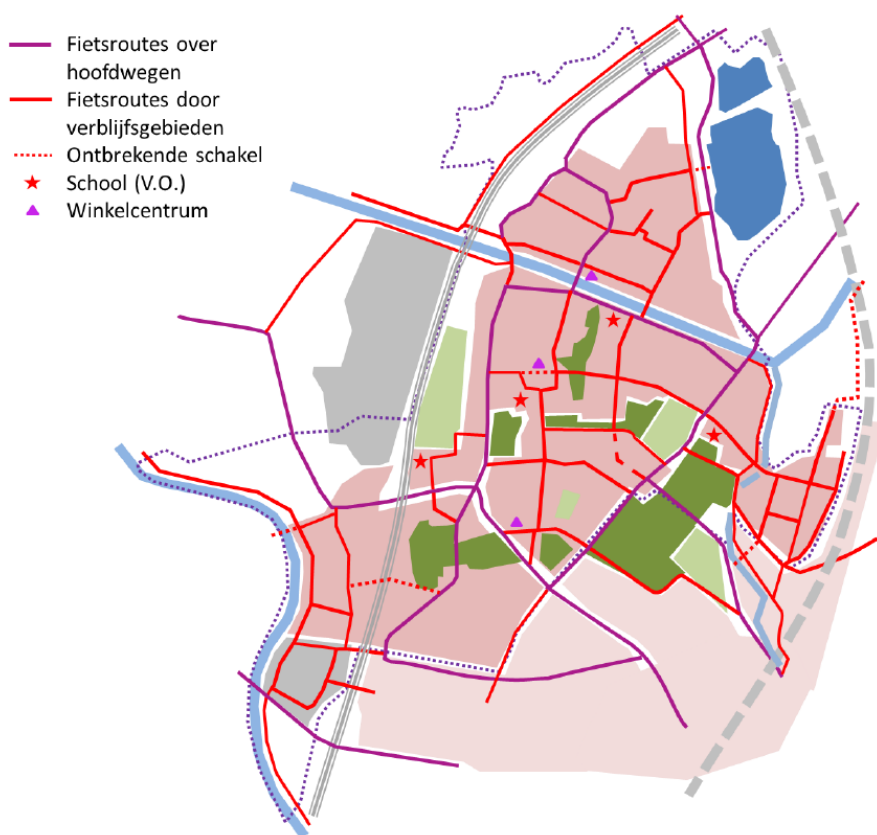 Fietsroutes over
hoofdwegen
Fietsroutes door
verblijfsgebieden
Ontbrekende schakel
School (V.O.)
Winkelcentrum